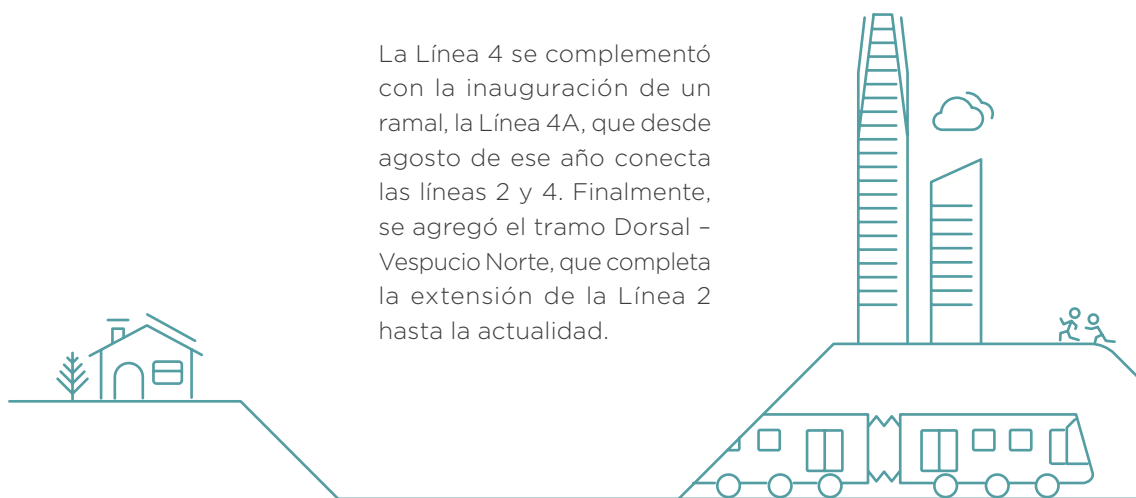 La Línea 4 se complementó
con la inauguración de un
ramal, la Línea 4A, que desde
agosto de ese año conecta
las líneas 2 y 4. Finalmente,
se agregó el tramo Dorsal –
Vespucio Norte, que completa
la extensión de la Línea 2
hasta la actualidad.